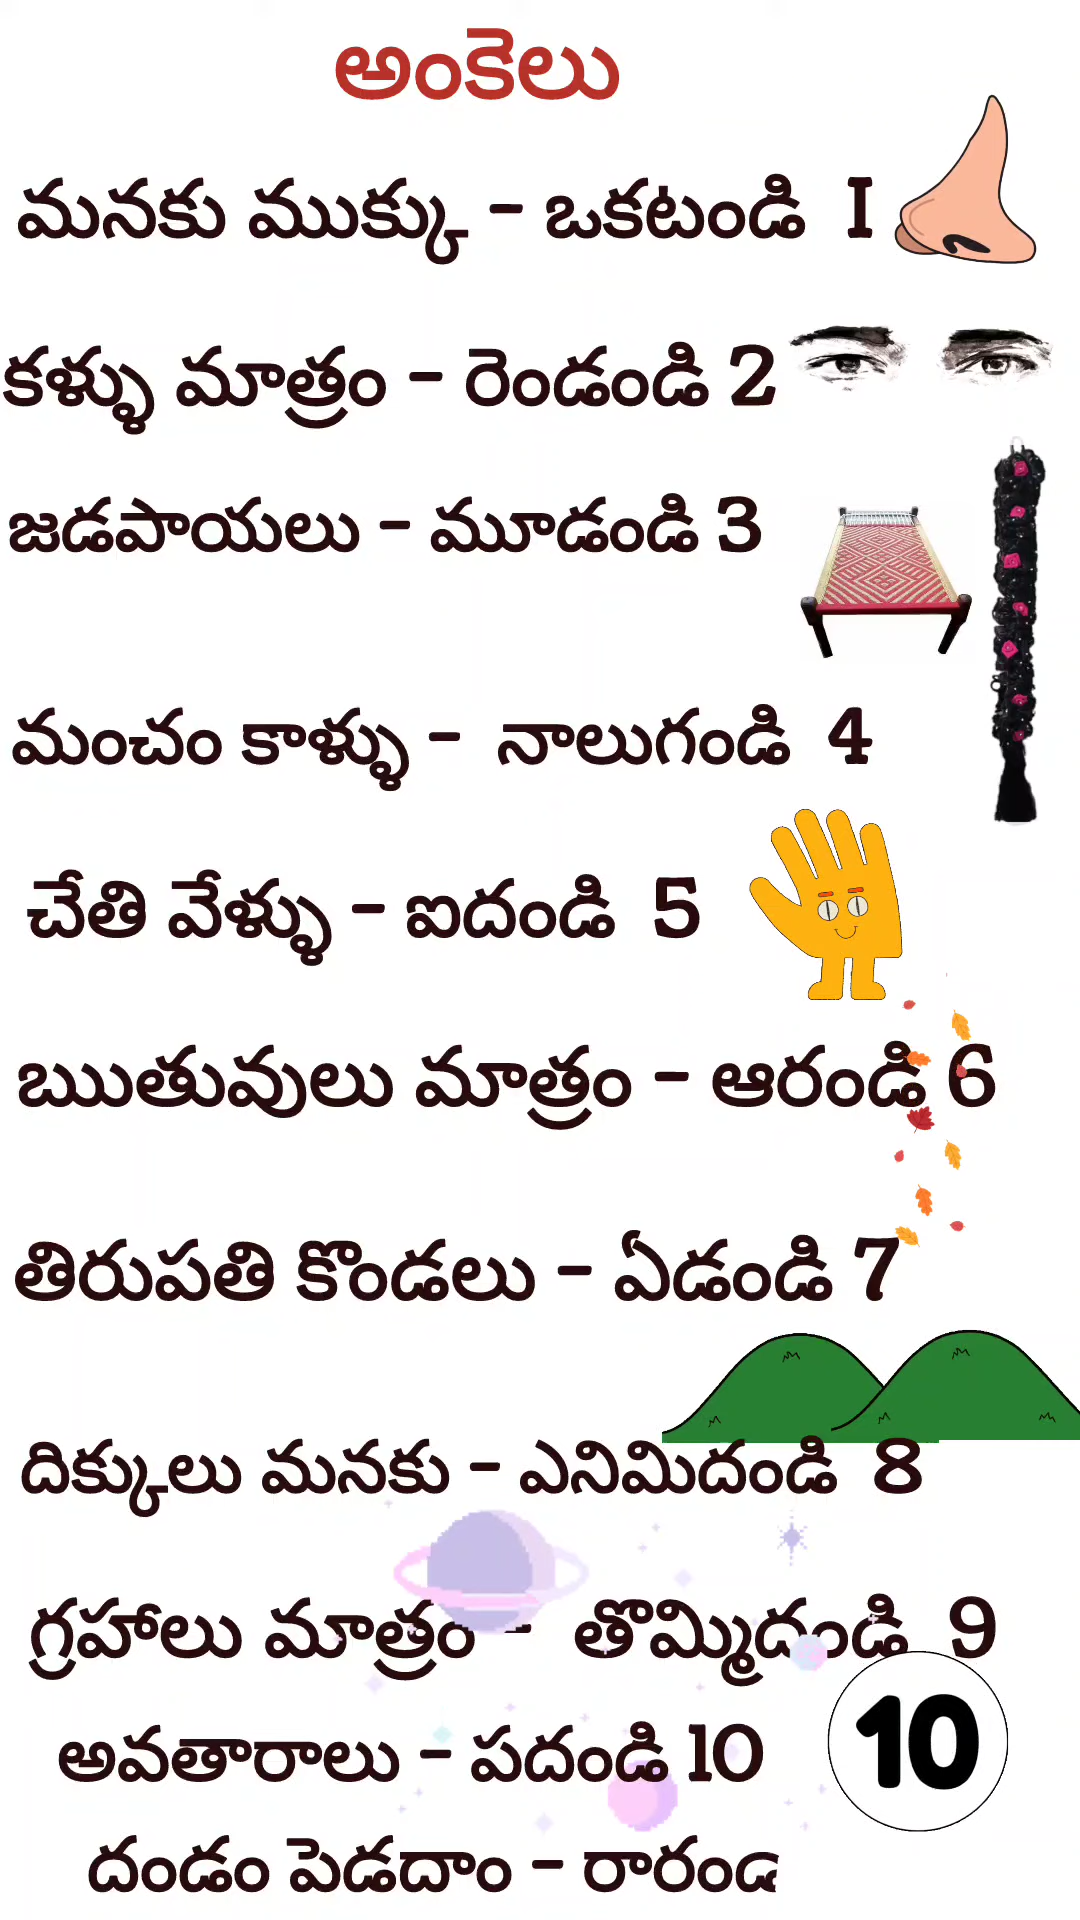 అంకెలు
మనకు ముక్కు - ఒకటండి 1
కళ్ళు మాత్రం - రెండండి 2
జడపాయలు - మూడండి 3
మంచం కాళ్ళు - నాలుగండి 4
చేతి వేళ్ళు - ఐదండి 5
ఋతువులు మాత్రం - ఆరండి 6
తిరుపతి కొండలు - ఏడండి 7
దిక్కులు మనకు - ఎనిమిదండి 8
గ్రహాలు మాత్రం - తొమ్మిదండి 9
అవతారాలు - పదండి 10
10
దండం పెడదాం -